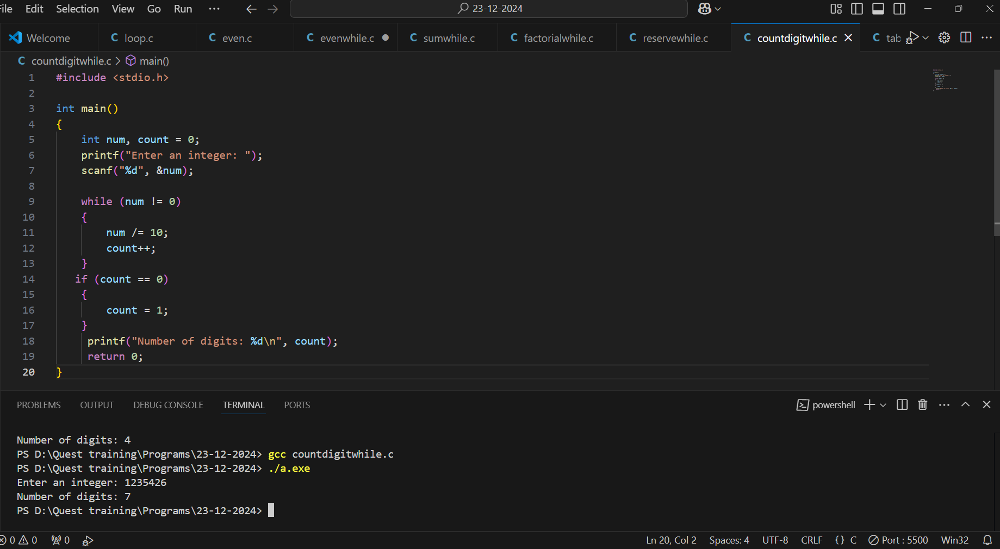 File Edit Selection View Go Run ··· 23-12-2024
Welcome loop.c even.c evenwhile.c sumwhile.c factorialwhile.c reservewhile.c countdigitwhile.c tab
countdigitwhile.c > main()
1 #include <stdio.h>
2
3 int main()
4 {
5     int num, count = 0;
6     printf("Enter an integer: ");
7     scanf("%d", &num);
8
9     while (num != 0)
10     {
11         num /= 10;
12         count++;
13     }
14    if (count == 0)
15     {
16         count = 1;
17     }
18      printf("Number of digits: %d\n", count);
19      return 0;
20 }
PROBLEMS OUTPUT DEBUG CONSOLE TERMINAL PORTS powershell
Number of digits: 4
PS D:\Quest training\Programs\23-12-2024> gcc countdigitwhile.c
PS D:\Quest training\Programs\23-12-2024> ./a.exe
Enter an integer: 1235426
Number of digits: 7
PS D:\Quest training\Programs\23-12-2024>
0 0 0 Ln 20, Col 2 Spaces: 4 UTF-8 CRLF {} C Port : 5500 Win32